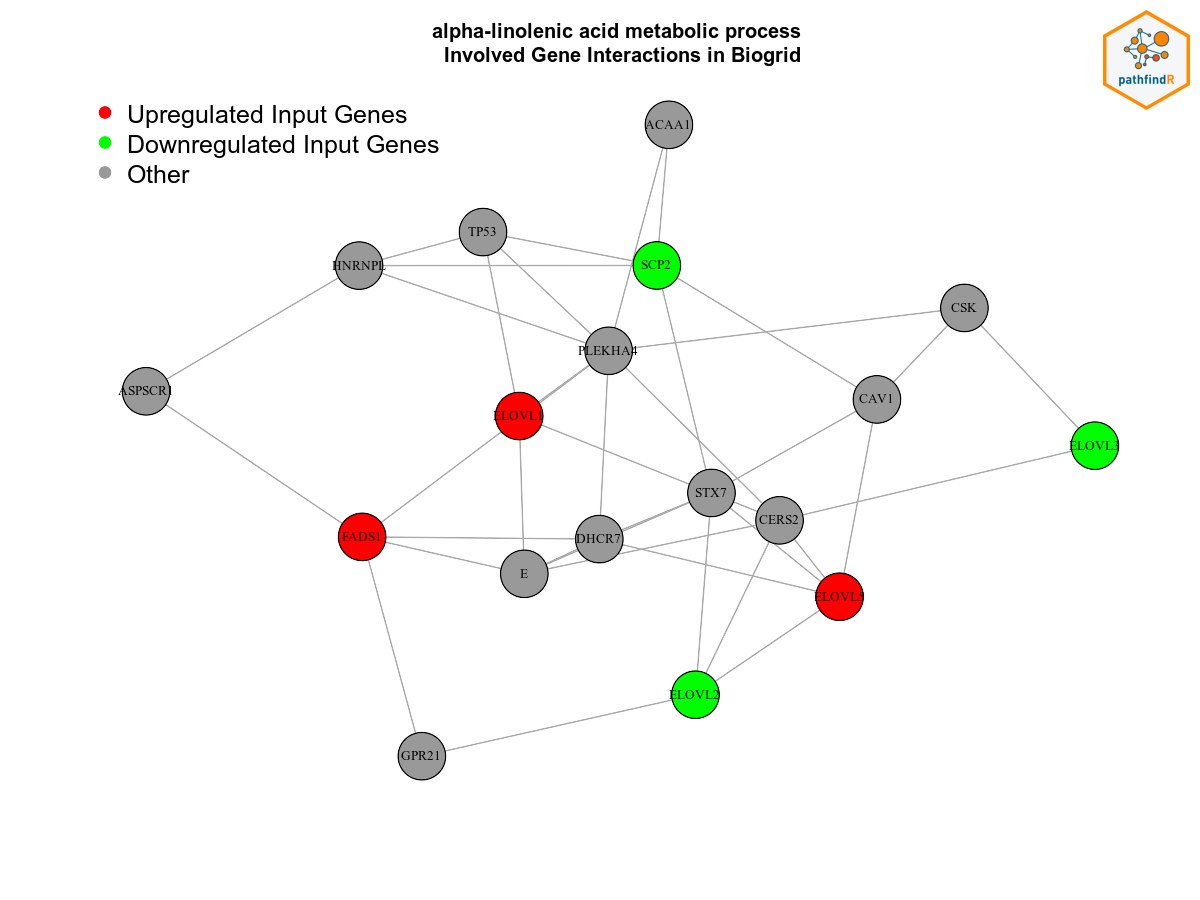 alpha-linolenic acid metabolic process
Involved Gene Interactions in Biogrid
pathfindR
Upregulated Input Genes
Downregulated Input Genes
Other
ACAA1
TP53
HNRNPL
SCP2
CSK
PLEKHA4
ASPSCR1
CAV1
ELOVL1
ELOVL3
STX7
CERS2
FADS1
DHCR7
E
ELOVL5
ELOVL2
GPR21